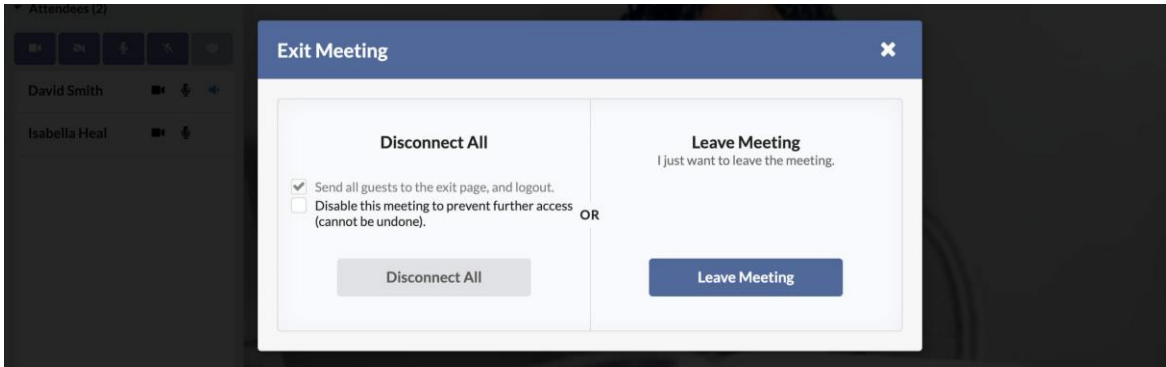 Attendees (2)
Exit Meeting
David Smith
Isabella Heal
Disconnect All
Send all guests to the exit page, and logout.
Disable this meeting to prevent further access
(cannot be undone).
Disconnect All
OR
Leave Meeting
I just want to leave the meeting.
Leave Meeting